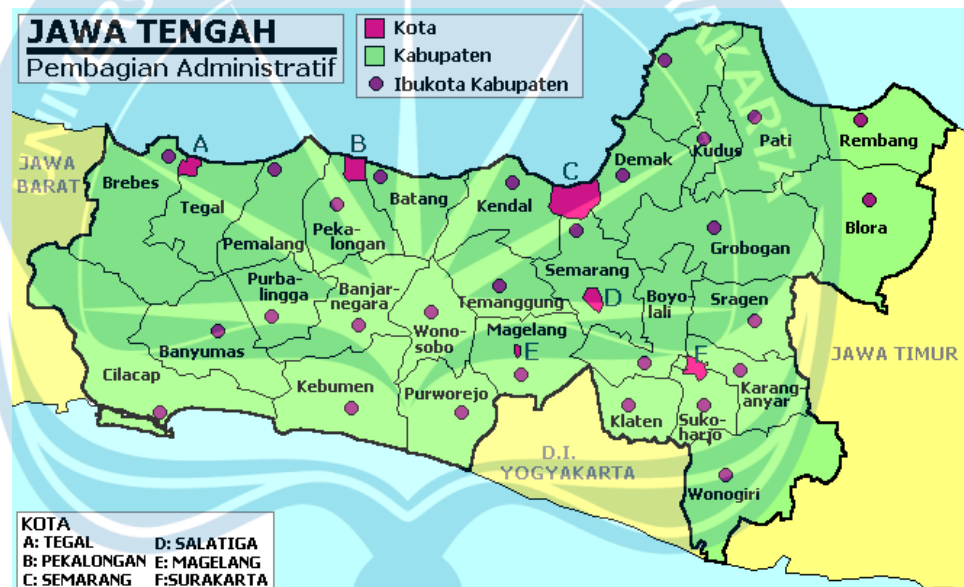 JAWA TENGAH
Pembagian Administratif
Kota
Kabupaten
Ibukota Kabupaten
A
B
C
JAWA
BARAT
Brebes
Tegal
Pemalang
Peka-
longan
Batang
Kendal
Demak
Kudus
Pati
Rembang
Blora
Grobogan
Semarang
D
Purba-
lingga
Banjar-
negara
Temanggung
Boyo-
lali
Sragen
Banyumas
Wono-
sobo
Magelang
E
F
JAWA TIMUR
Cilacap
Kebumen
Purworejo
Klaten
Suko-
harjo
Karang
anyar
D.I.
YOGYAKARTA
Wonogiri
KOTA
A: TEGAL D: SALATIGA
B: PEKALONGAN E: MAGELANG
C: SEMARANG F:SURAKARTA